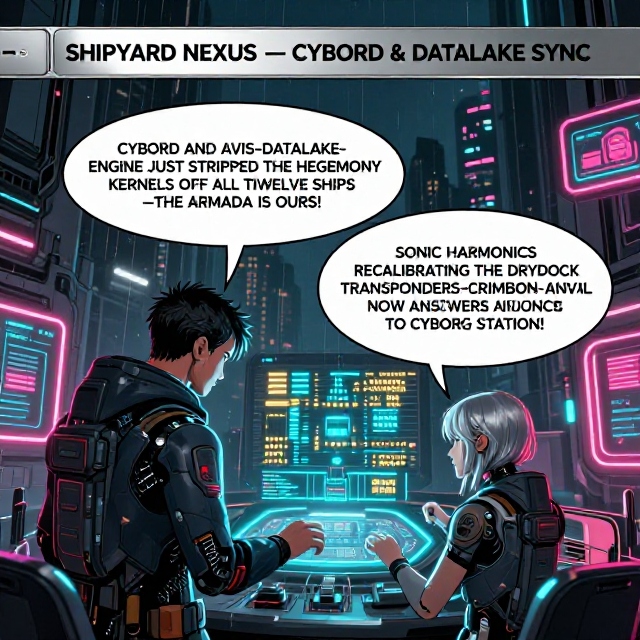 SHIPYARD NEXUS — CYBORD & DATALAKE SYNC
CYBORD AND AVIS-DATALAKE-
ENGINE JUST STRIPPED THE HEGEMONY
KERNELS OFF ALL TIWELVE SHIPS
—THE ARMADA IS OURS!
SONIC HARMONICS
RECALIBRATING THE DRYDOCK
TRANSPONDERS-CRIMBON-ANVAL
NOW ANSWERS
TO CYBORG STATION!